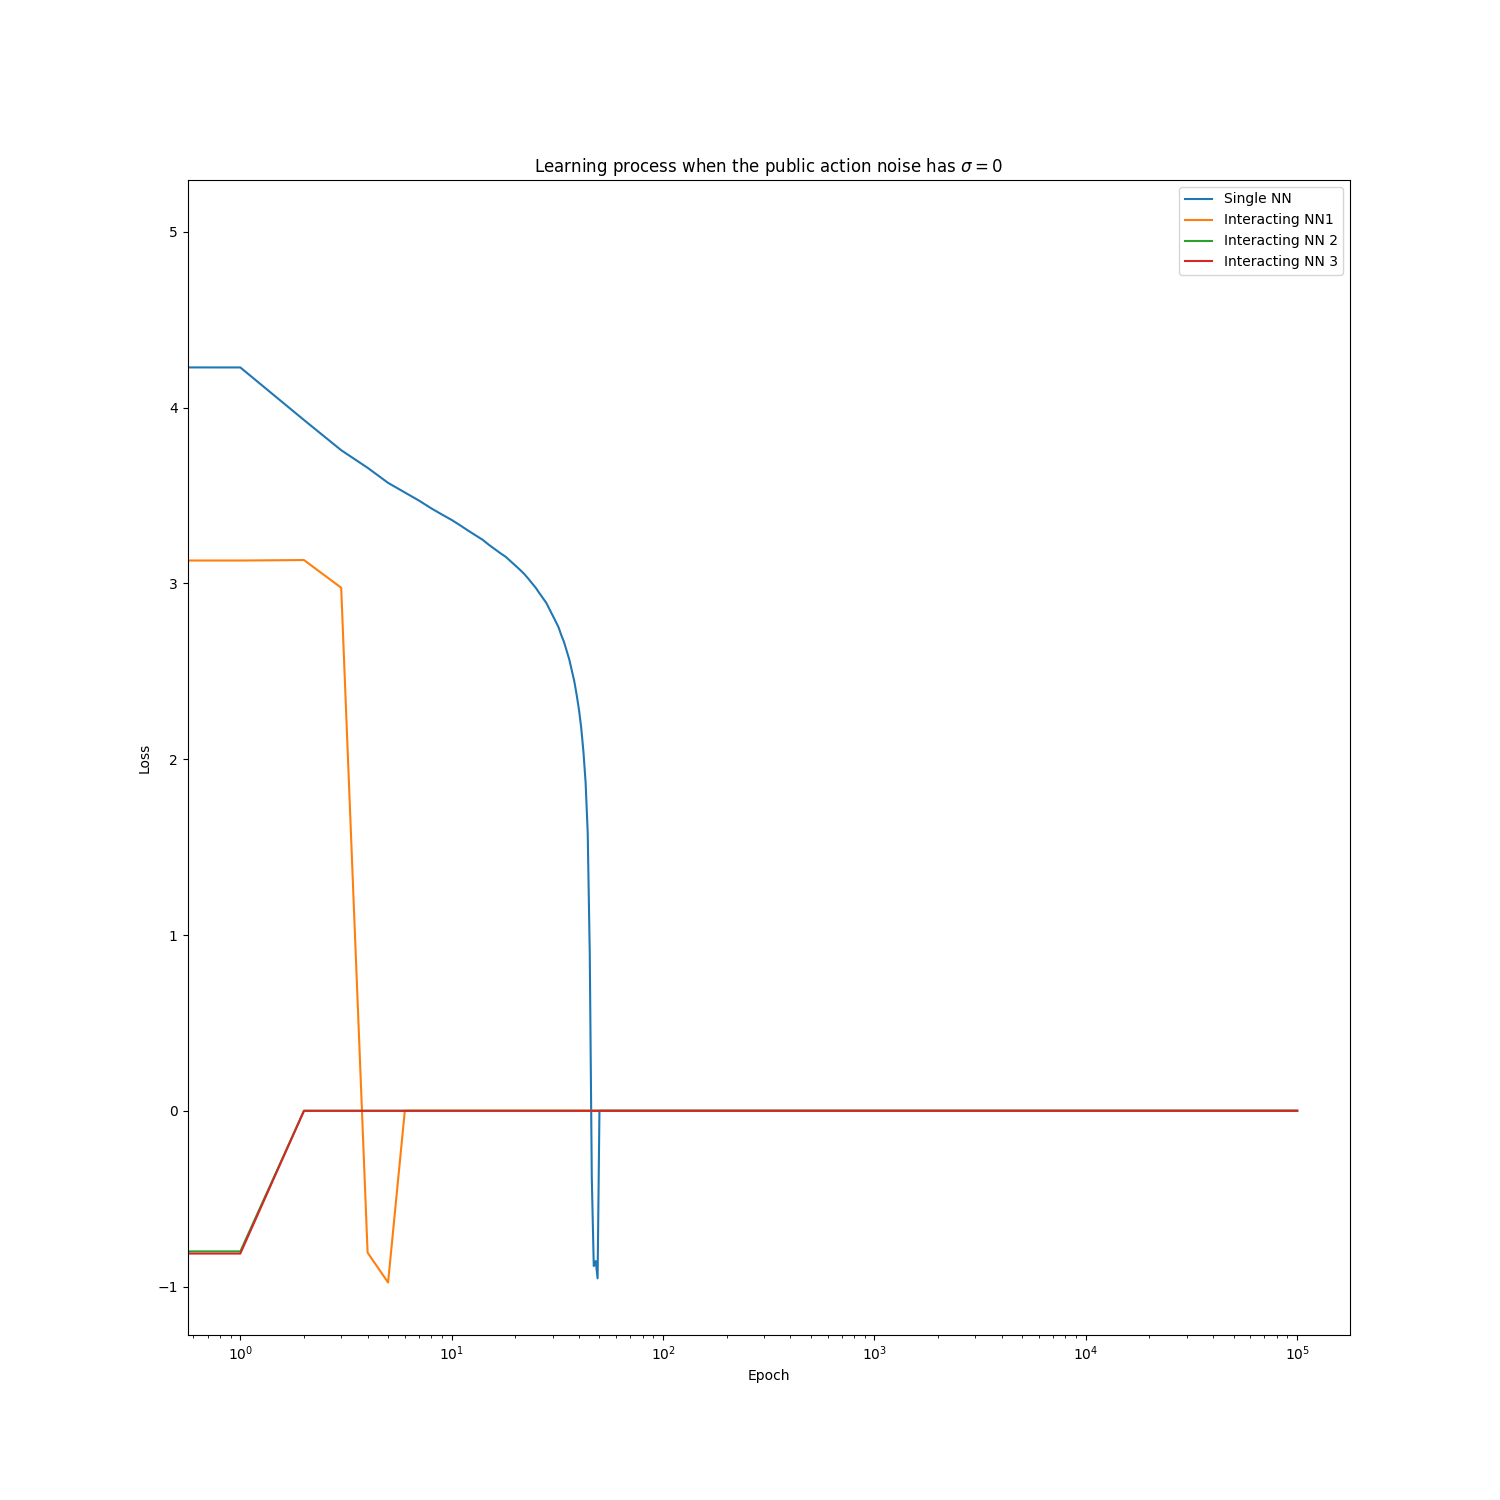 Learning process when the public action noise has σ = 0
Single NN
Interacting NN1
Interacting NN 2
Interacting NN 3
5
4
3
2
1
0
−1
Loss
10⁰
10¹
10²
10³
10⁴
10⁵
Epoch